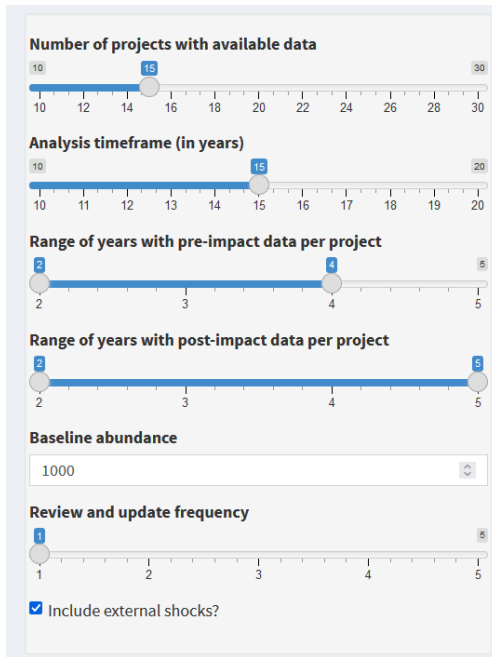 Number of projects with available data
10 15 30
10 12 14 16 18 20 22 24 26 28 30
Analysis timeframe (in years)
10 15 20
10 11 12 13 14 15 16 17 18 19 20
Range of years with pre-impact data per project
2 4 5
2 3 4 5
Range of years with post-impact data per project
2 5
2 3 4 5
Baseline abundance
1000
Review and update frequency
1 5
1 2 3 4 5
Include external shocks?